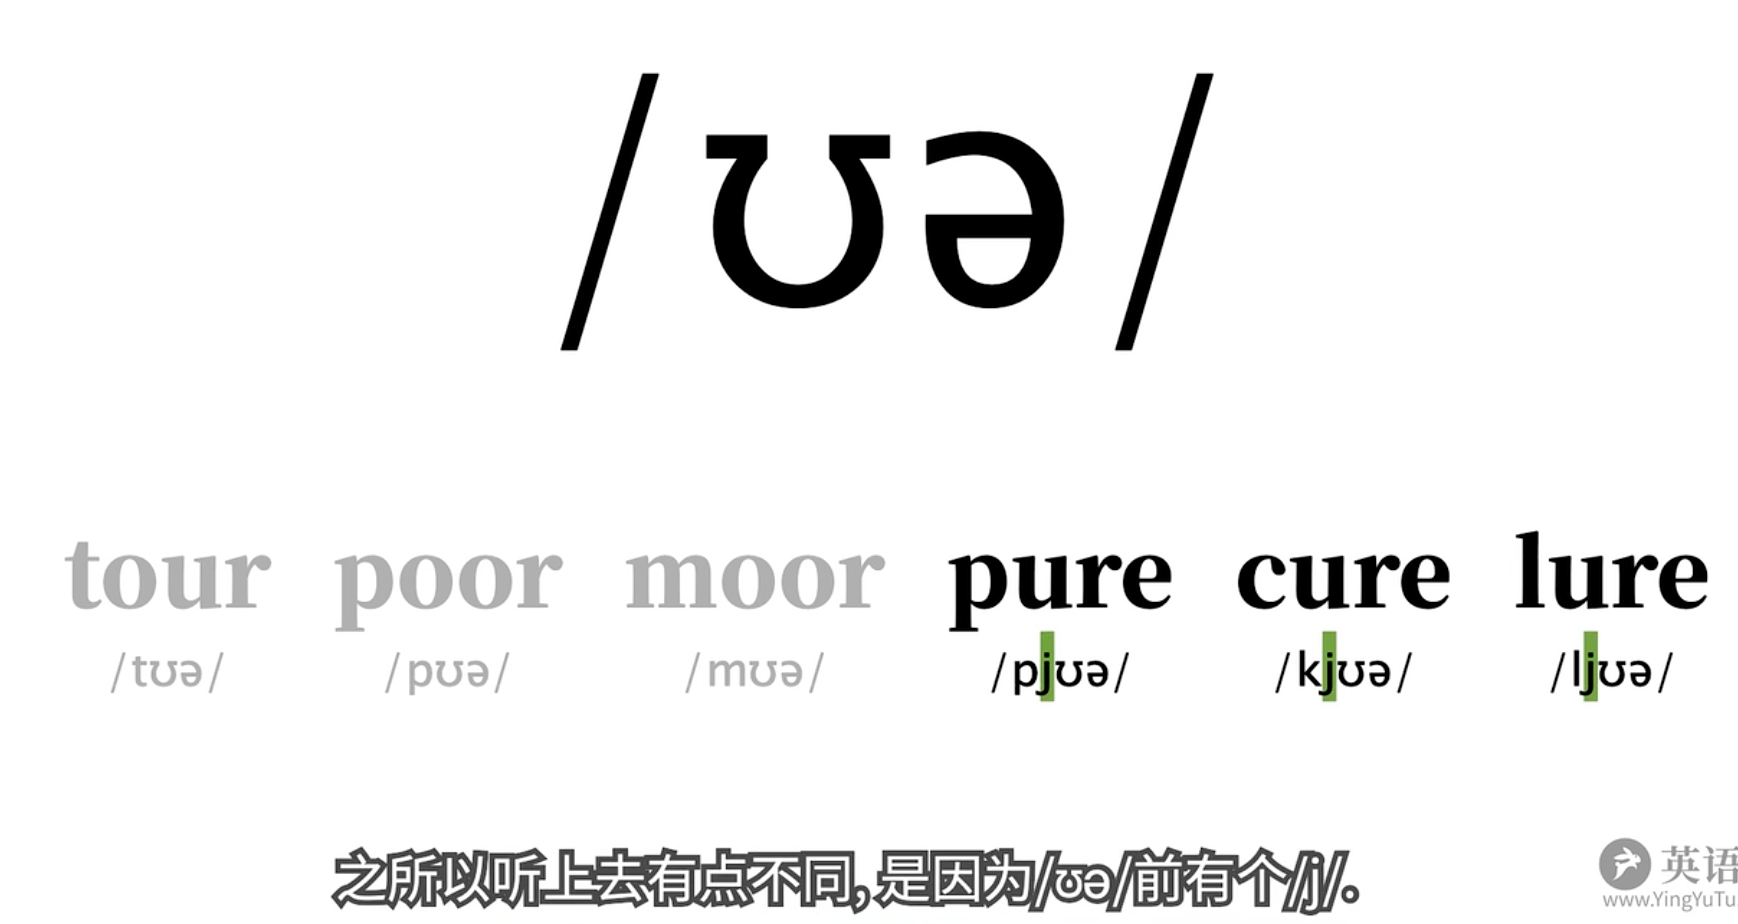 /ʊə/
tour poor moor pure cure lure
/tʊə/ /pʊə/ /mʊə/ /pjʊə/ /kjʊə/ /ljʊə/
之所以听上去有点不同, 是因为/ʊə/前有个/j/.
英语
www.YingYuTu